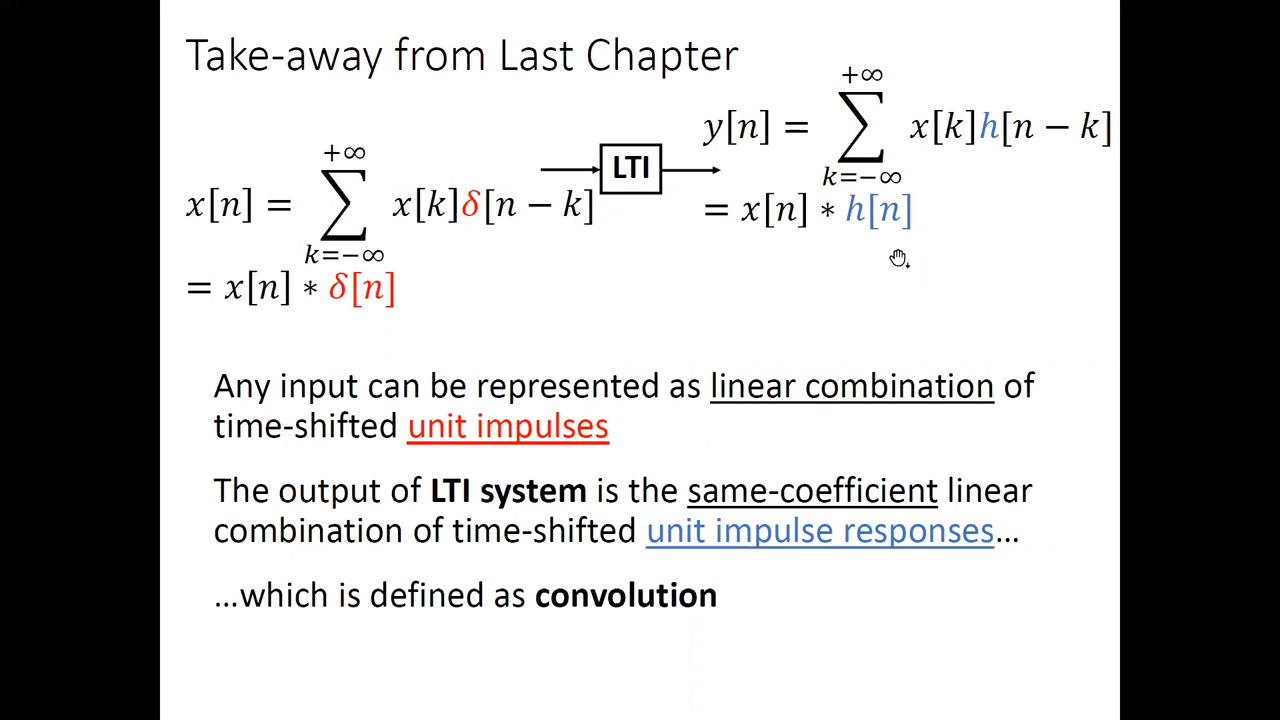 Take-away from Last Chapter
x[n] = ∑_{k=−∞}^{+∞} x[k]δ[n − k]
= x[n] ∗ δ[n]
LTI
y[n] = ∑_{k=−∞}^{+∞} x[k]h[n − k]
= x[n] ∗ h[n]
Any input can be represented as linear combination of
time-shifted unit impulses
The output of LTI system is the same-coefficient linear
combination of time-shifted unit impulse responses…
…which is defined as convolution